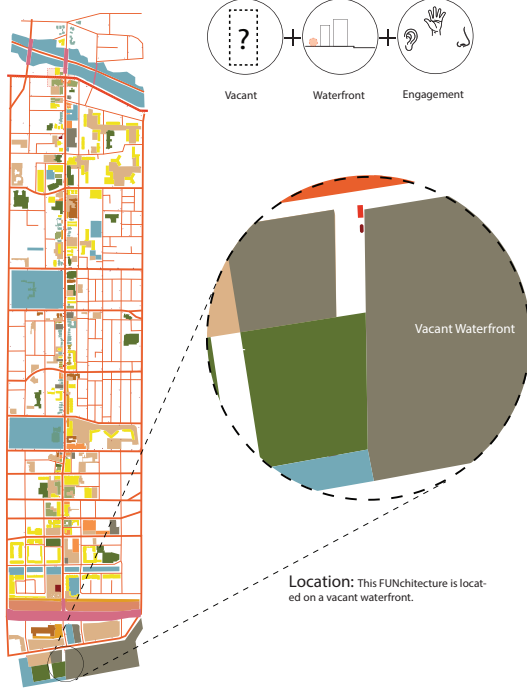 ?
Vacant
Waterfront
Engagement
Vacant Waterfront
Location: This FUNchitecture is locat-
ed on a vacant waterfront.